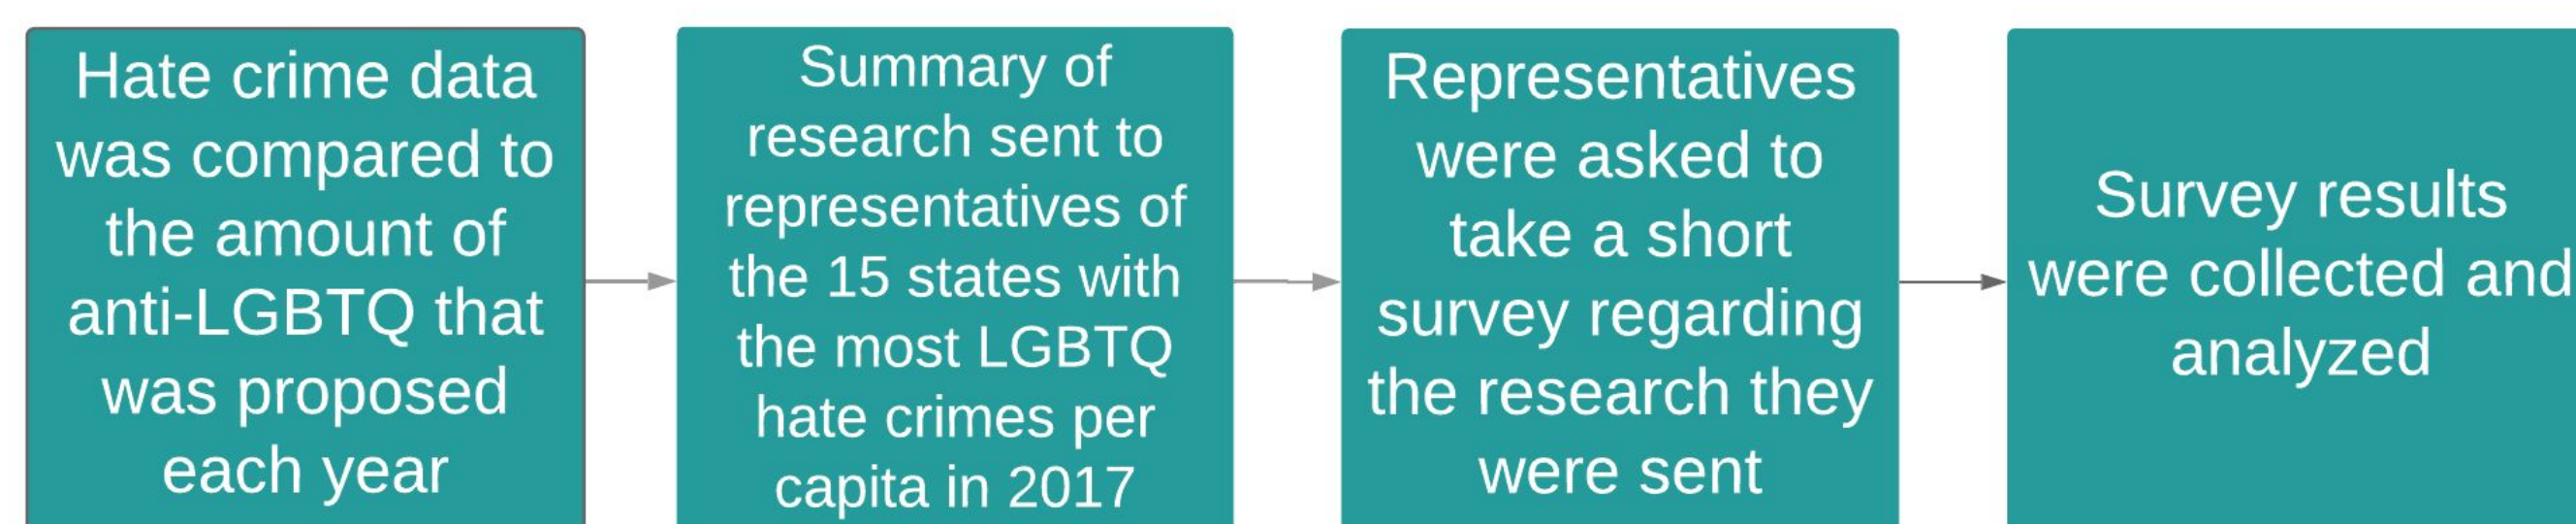 Hate crime data
was compared to
the amount of
anti-LGBTQ that
was proposed
each year
Summary of
research sent to
representatives of
the 15 states with
the most LGBTQ
hate crimes per
capita in 2017
Representatives
were asked to
take a short
survey regarding
the research they
were sent
Survey results
were collected and
analyzed